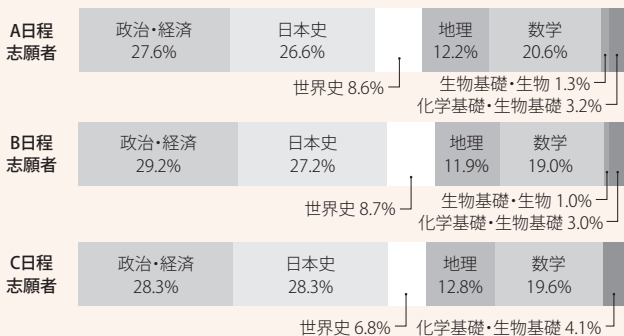 A日程
志願者
政治・経済
27.6%
日本史
26.6%
世界史 8.6%
地理
12.2%
数学
20.6%
生物基礎・生物 1.3%
化学基礎・生物基礎 3.2%
B日程
志願者
政治・経済
29.2%
日本史
27.2%
世界史 8.7%
地理
11.9%
数学
19.0%
生物基礎・生物 1.0%
化学基礎・生物基礎 3.0%
C日程
志願者
政治・経済
28.3%
日本史
28.3%
世界史 6.8%
地理
12.8%
数学
19.6%
化学基礎・生物基礎 4.1%